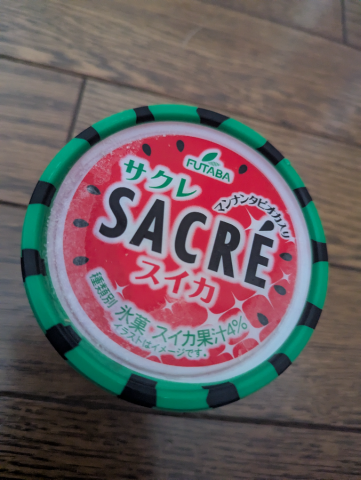 FUTABA
サクレ
SACRÉ
マンナンタピオカ入り
スイカ
種類別 氷菓 スイカ果汁4%
イラストはイメージです。